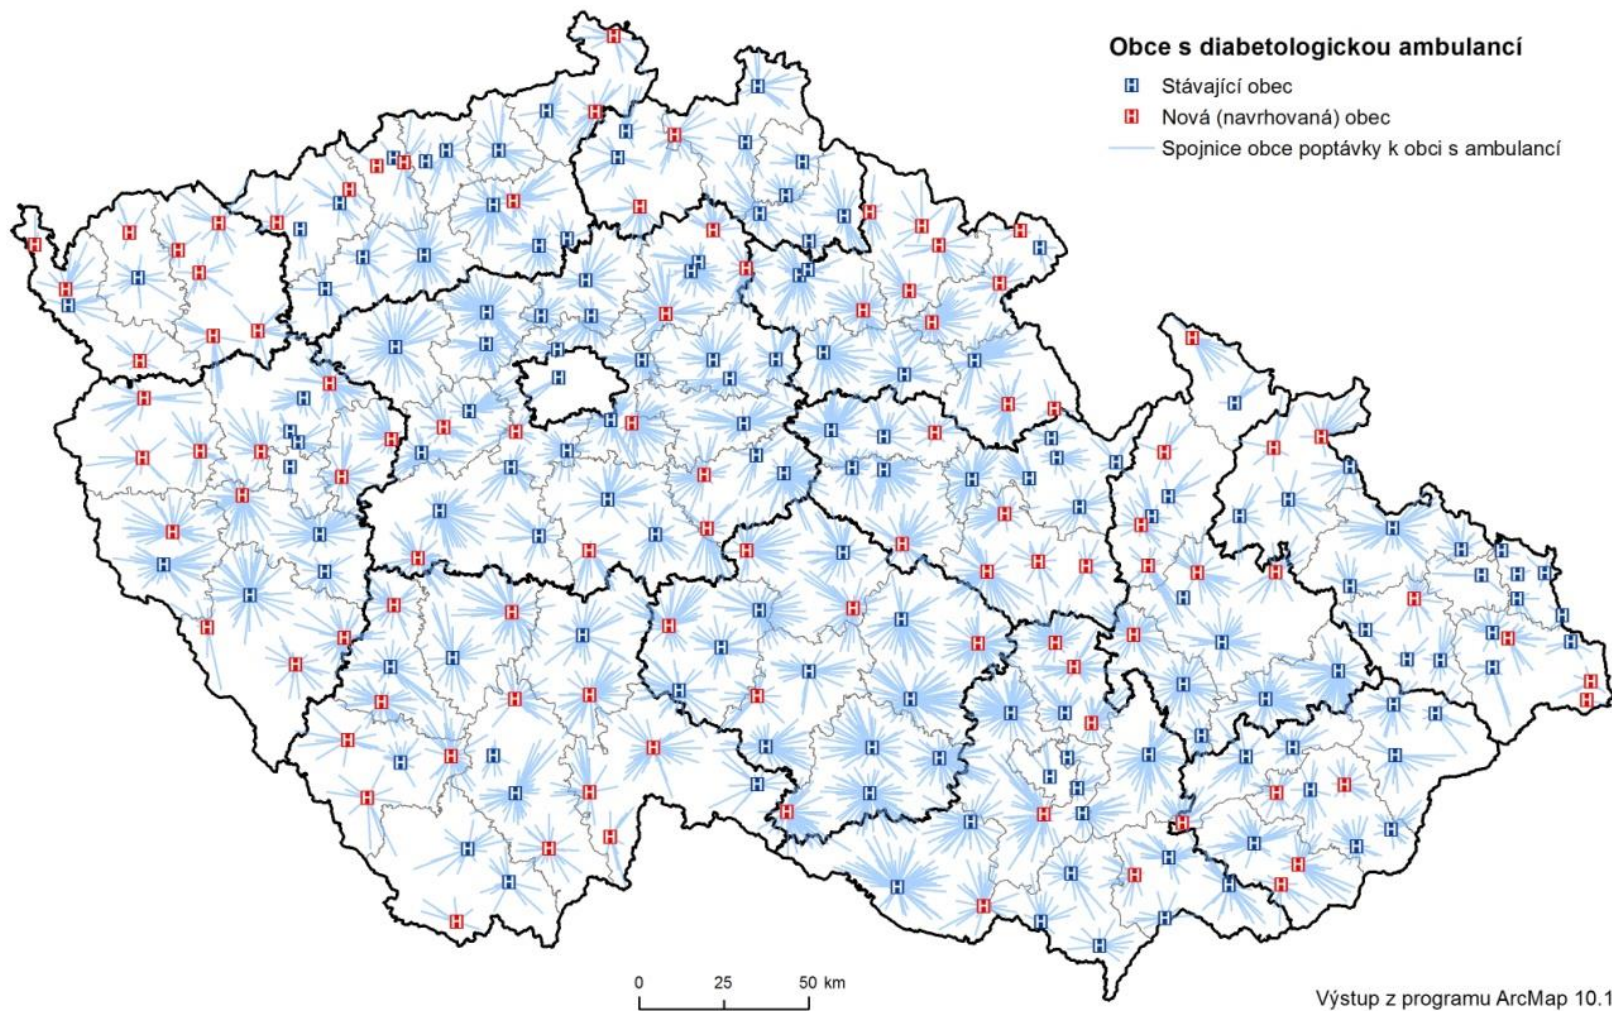 Obce s diabetologickou ambulancí
Stávající obec
Nová (navrhovaná) obec
Spojnice obce poptávky k obci s ambulancí
0 25 50 km
Výstup z programu ArcMap 10.1